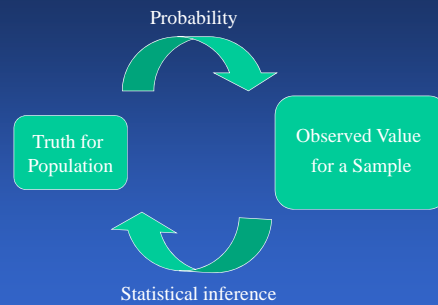 Probability
Truth for
Population
Observed Value
for a Sample
Statistical inference